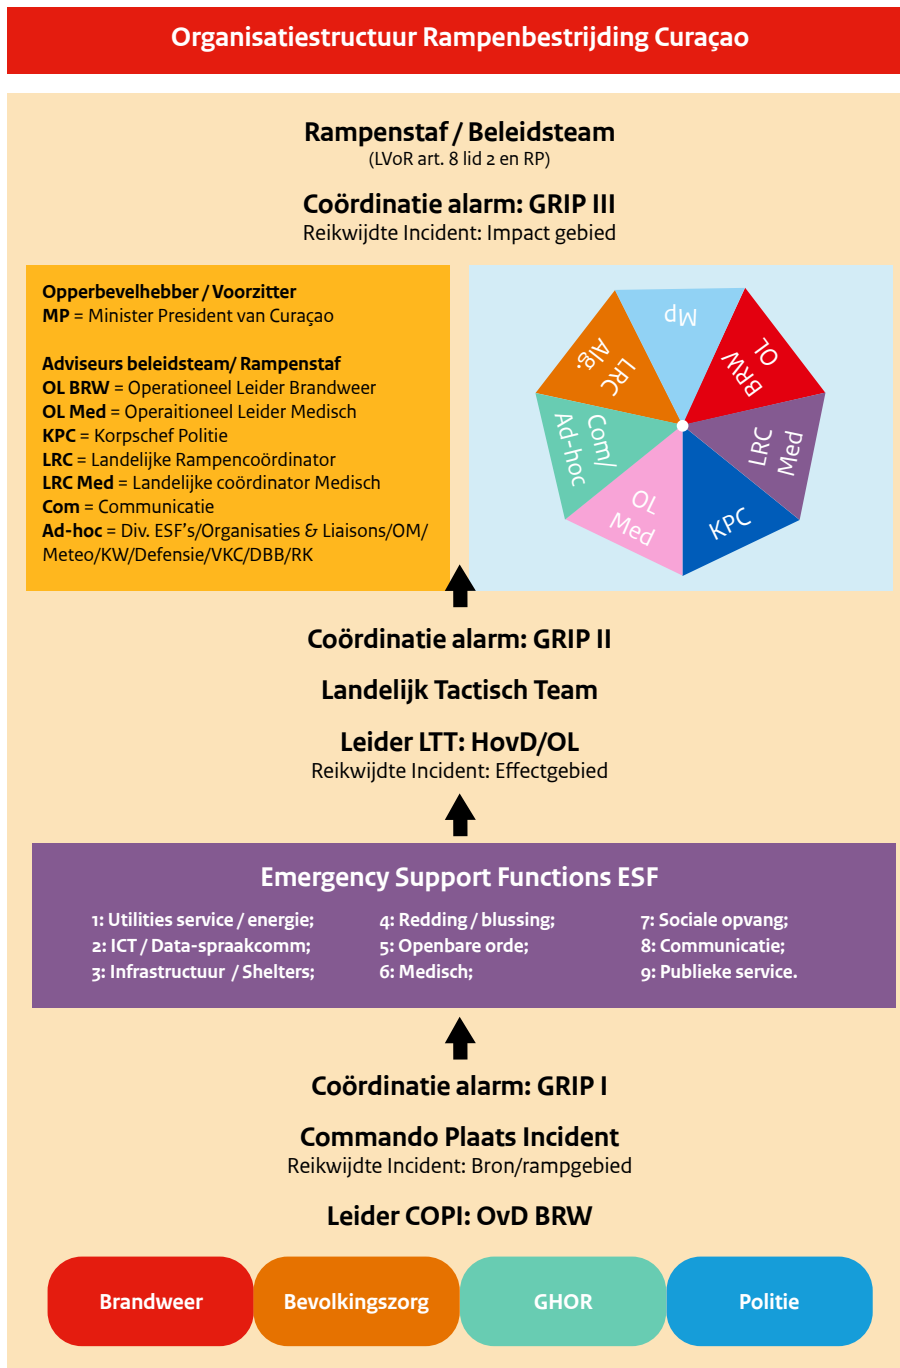 Organisatiestructuur Rampenbestrijding Curaçao
Rampenstaf / Beleidsteam
(LVoR art. 8 lid 2 en RP)
Coördinatie alarm: GRIP III
Reikwijdte Incident: Impact gebied
Opperbevelhebber / Voorzitter
MP = Minister President van Curaçao
Adviseurs beleidsteam/ Rampenstaf
OL BRW = Operationeel Leider Brandweer
OL Med = Operaitioneel Leider Medisch
KPC = Korpschef Politie
LRC = Landelijke Rampencoördinator
LRC Med = Landelijke coördinator Medisch
Com = Communicatie
Ad-hoc = Div. ESF's/Organisaties & Liaisons/OM/
Meteo/KW/Defensie/VKC/DBB/RK
Mp
OL
BRW
LRC
Med
KPC
OL
Med
Com/
Ad-hoc
LRC
Alg.
Coördinatie alarm: GRIP II
Landelijk Tactisch Team
Leider LTT: HovD/OL
Reikwijdte Incident: Effectgebied
Emergency Support Functions ESF
1: Utilities service / energie;
2: ICT / Data-spraakcomm;
3: Infrastructuur / Shelters;
4: Redding / blussing;
5: Openbare orde;
6: Medisch;
7: Sociale opvang;
8: Communicatie;
9: Publieke service.
Coördinatie alarm: GRIP I
Commando Plaats Incident
Reikwijdte Incident: Bron/rampgebied
Leider COPI: OvD BRW
Brandweer
Bevolkingszorg
GHOR
Politie